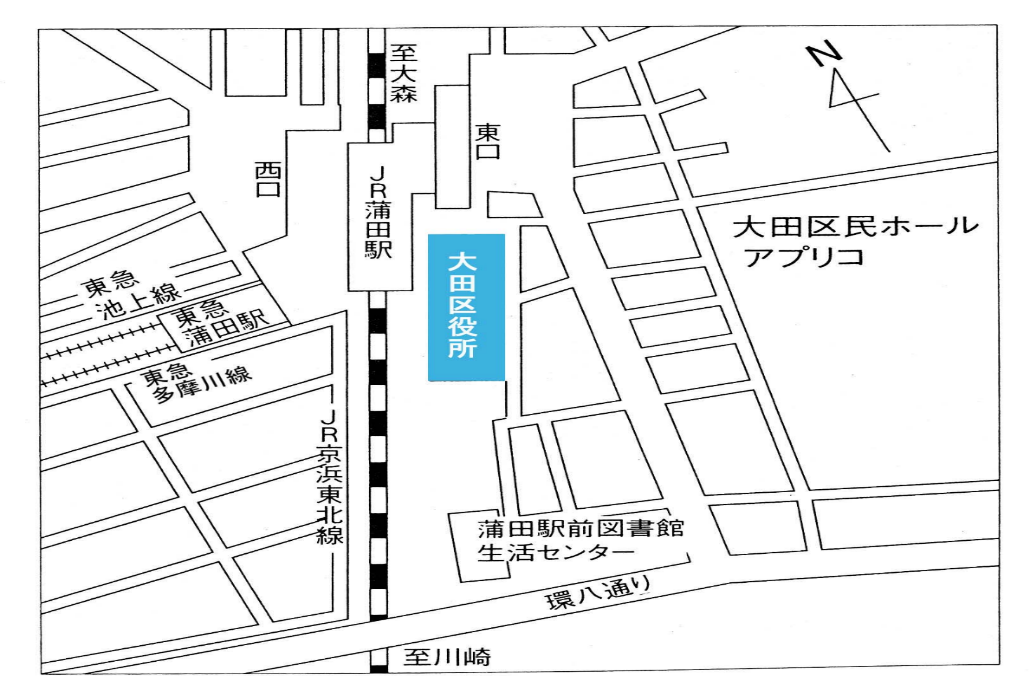 至大森
N
東口
西口
JR蒲田駅
大田区民ホール
アプリコ
大田区役所
東急
池上線
東急
蒲田駅
東急
多摩川線
JR京浜東北線
蒲田駅前図書館
生活センター
環八通り
至川崎